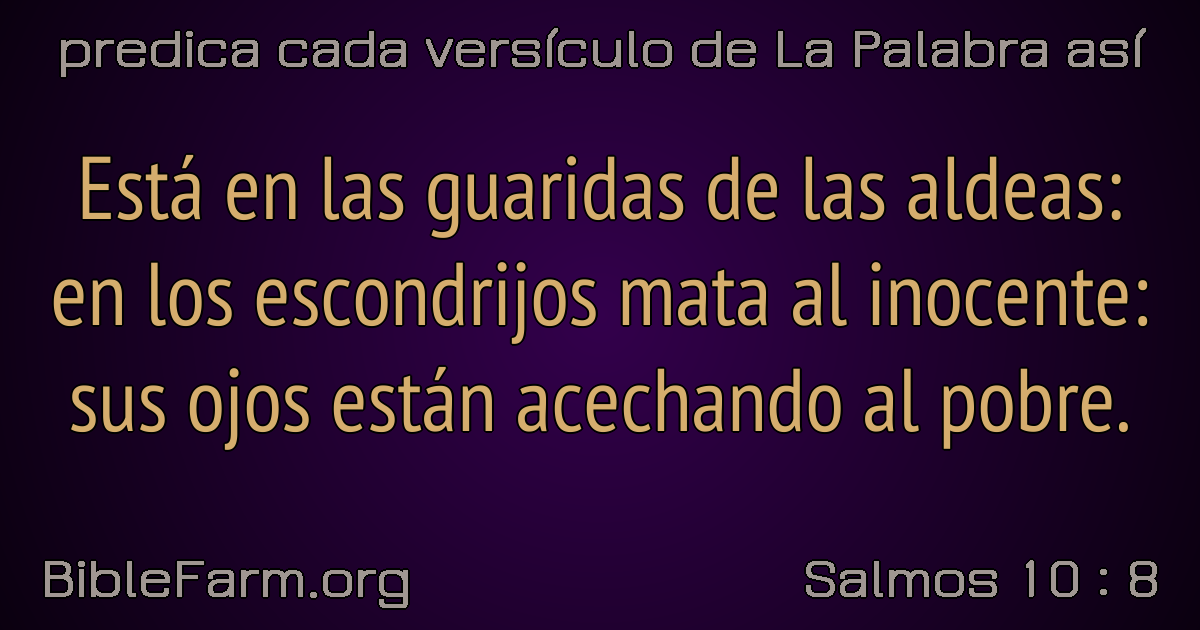 predica cada versículo de La Palabra así
Está en las guaridas de las aldeas:
en los escondrijos mata al inocente:
sus ojos están acechando al pobre.
BibleFarm.org
Salmos 10 : 8